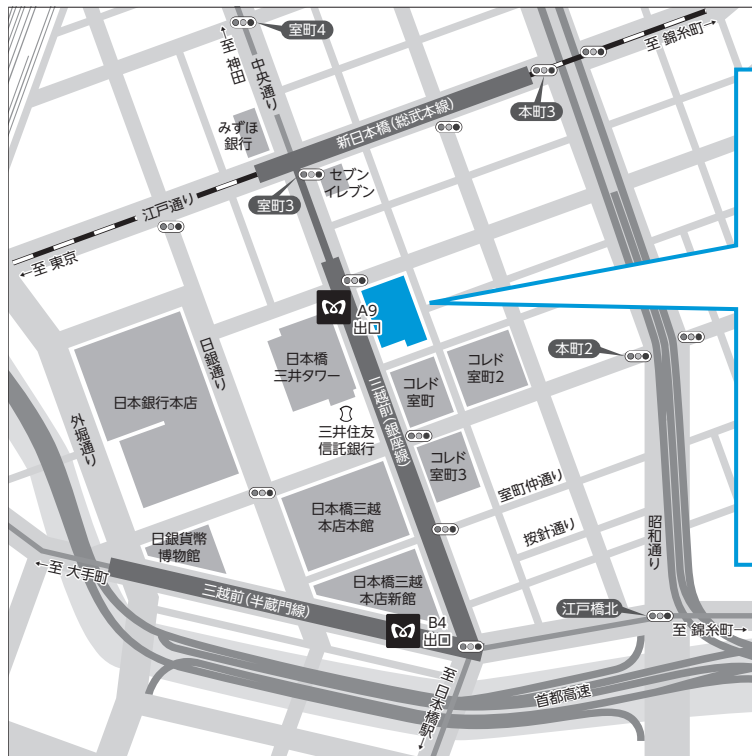 室町4
←至 神田
中央通り
至 錦糸町→
本町3
みずほ
銀行
新日本橋(総武本線)
セブン
イレブン
室町3
江戸通り
←至 東京
A9
出口
日銀通り
日本橋
三井タワー
コレド
室町
コレド
室町2
本町2
日本銀行本店
外堀通り
三井住友
信託銀行
三越前(銀座線)
コレド
室町3
室町仲通り
日本橋三越
本店本館
按針通り
昭和通り
日銀貨幣
博物館
←至 大手町
三越前(半蔵門線)
日本橋三越
本店新館
B4
出口
江戸橋北
至 錦糸町→
至 日本橋駅→
首都高速